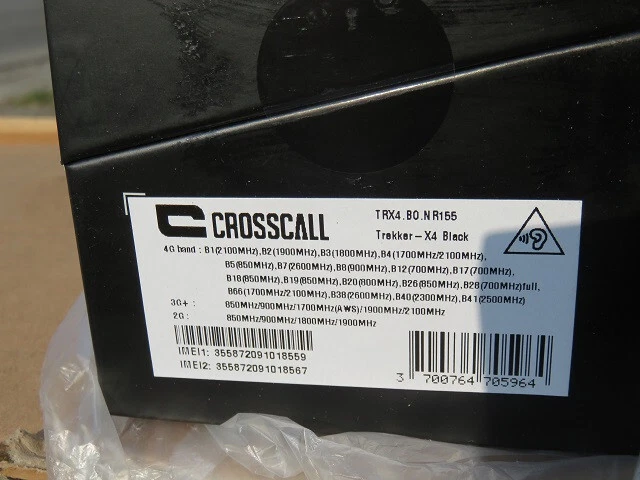 CROSSCALL
TRX4.BO.NR155
Trekker-X4 Black
4G band : B1(2100MHz),B2(1900MHz),B3(1800MHz),B4(1700MHz/2100MHz),
B5(850MHz),B7(2600MHz),B8(900MHz),B12(700MHz),B17(700MHz),
B18(850MHz),B19(850MHz),B20(800MHz),B26(850MHz),B28(700MHz)full,
B66(1700MHz/2100MHz),B38(2600MHz),B40(2300MHz),B41(2500MHz)
3G+ : 850MHz/900MHz/1700MHz(AWS)/1900MHz/2100MHz
2G : 850MHz/900MHz/1800MHz/1900MHz
IMEI1: 355872091018559
IMEI2: 355872091018567
3 700764 705964